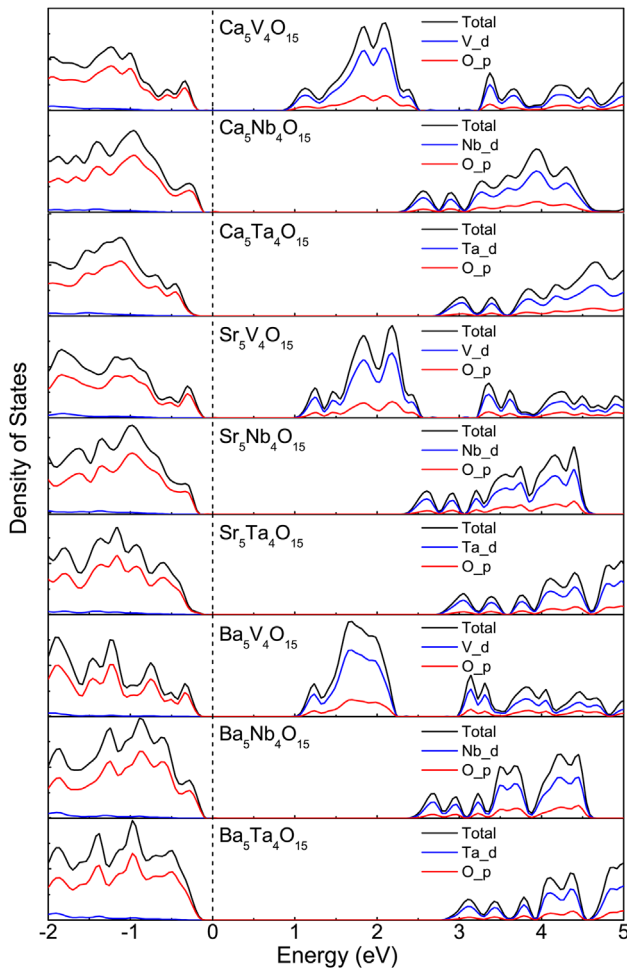 Ca5V4O15
Total
V_d
O_p
Ca5Nb4O15
Total
Nb_d
O_p
Ca5Ta4O15
Total
Ta_d
O_p
Sr5V4O15
Total
V_d
O_p
Sr5Nb4O15
Total
Nb_d
O_p
Sr5Ta4O15
Total
Ta_d
O_p
Ba5V4O15
Total
V_d
O_p
Ba5Nb4O15
Total
Nb_d
O_p
Ba5Ta4O15
Total
Ta_d
O_p
Density of States
-2 -1 0 1 2 3 4 5
Energy (eV)